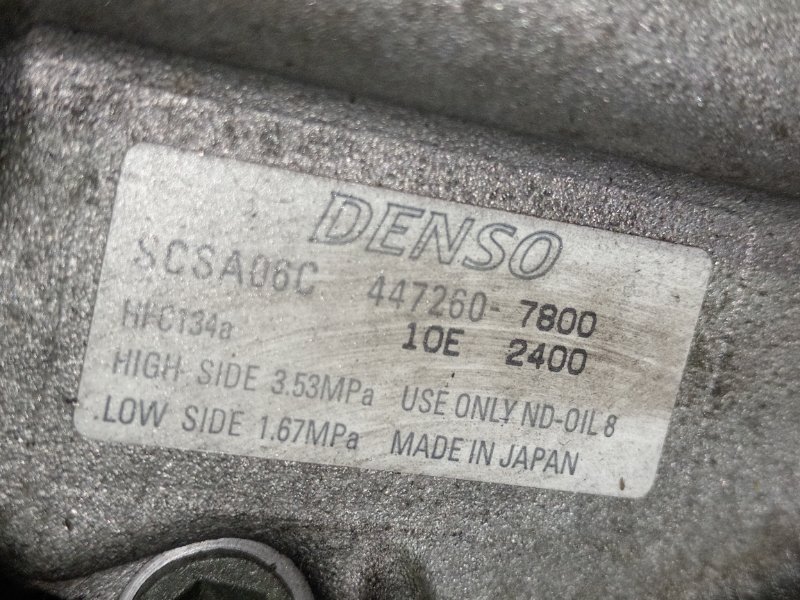 DENSO
SCSA06C 447260-7800
HFC134a 10E 2400
HIGH SIDE 3.53MPa USE ONLY ND-OIL 8
LOW SIDE 1.67MPa MADE IN JAPAN